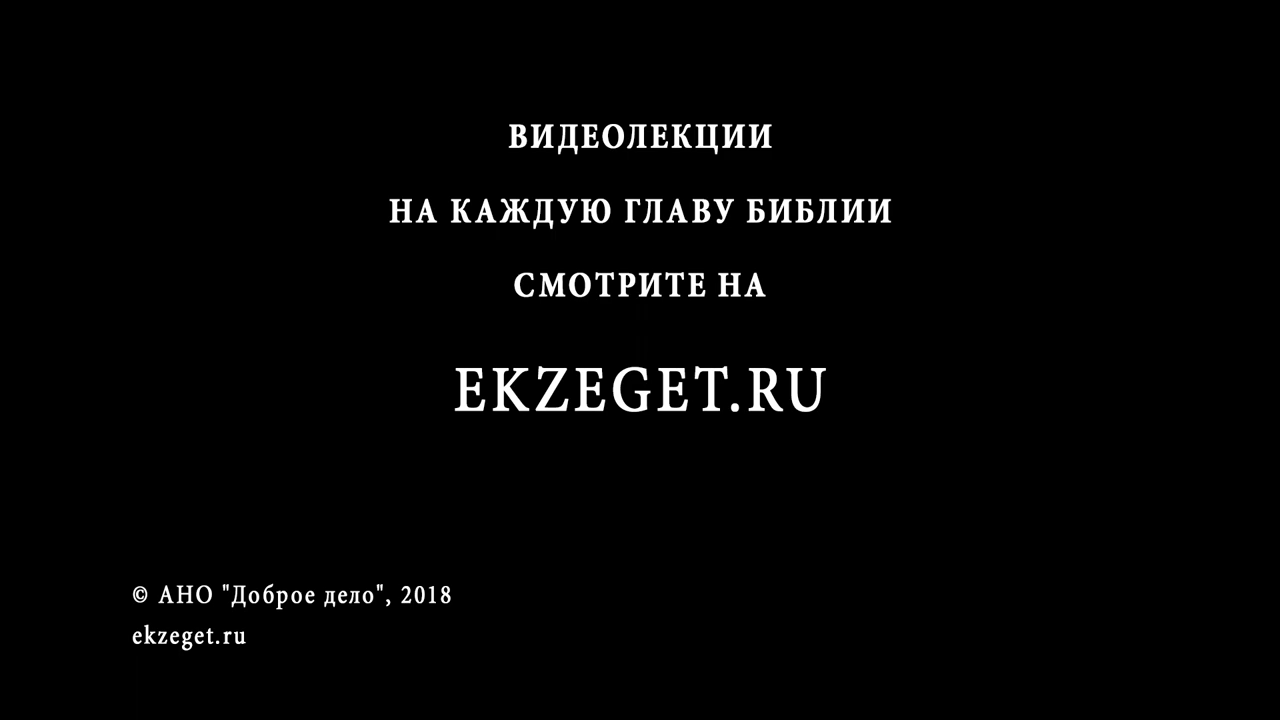 ВИДЕОЛЕКЦИИ
НА КАЖДУЮ ГЛАВУ БИБЛИИ
СМОТРИТЕ НА
EKZEGET.RU
© АНО "Доброе дело", 2018
ekzeget.ru